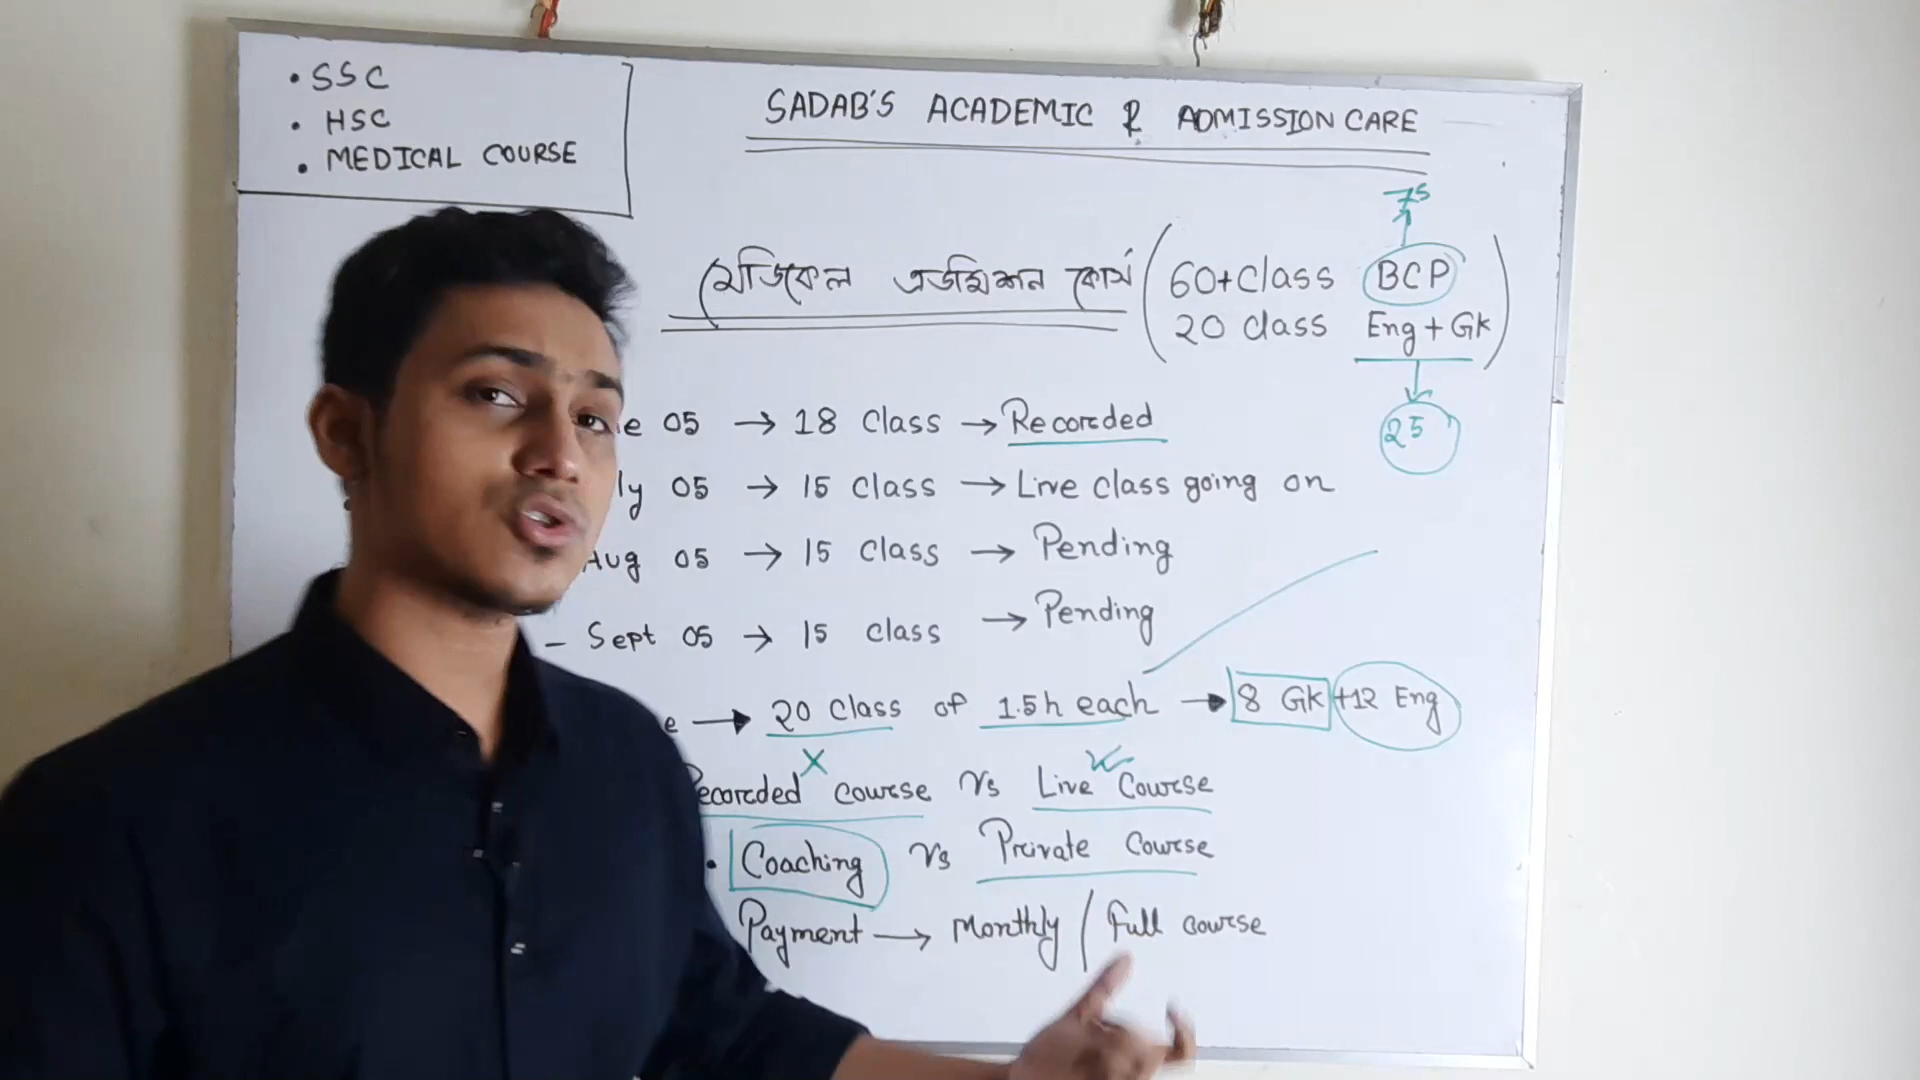 • SSC
• HSC
• MEDICAL COURSE
SADAB'S ACADEMIC & ADMISSION CARE
75
মেডিকেল এডমিশন কোর্স (60+Class BCP
20 class Eng + GK)
25
05 → 18 Class → Recorded
05 → 15 Class → Live class going on
Aug 05 → 15 Class → Pending
- Sept 05 → 15 class → Pending
→ 20 Class of 1.5h each → 8 GK +12 Eng
Recorded course Vs Live Course
• Coaching Vs Private Course
Payment → Monthly / Full course